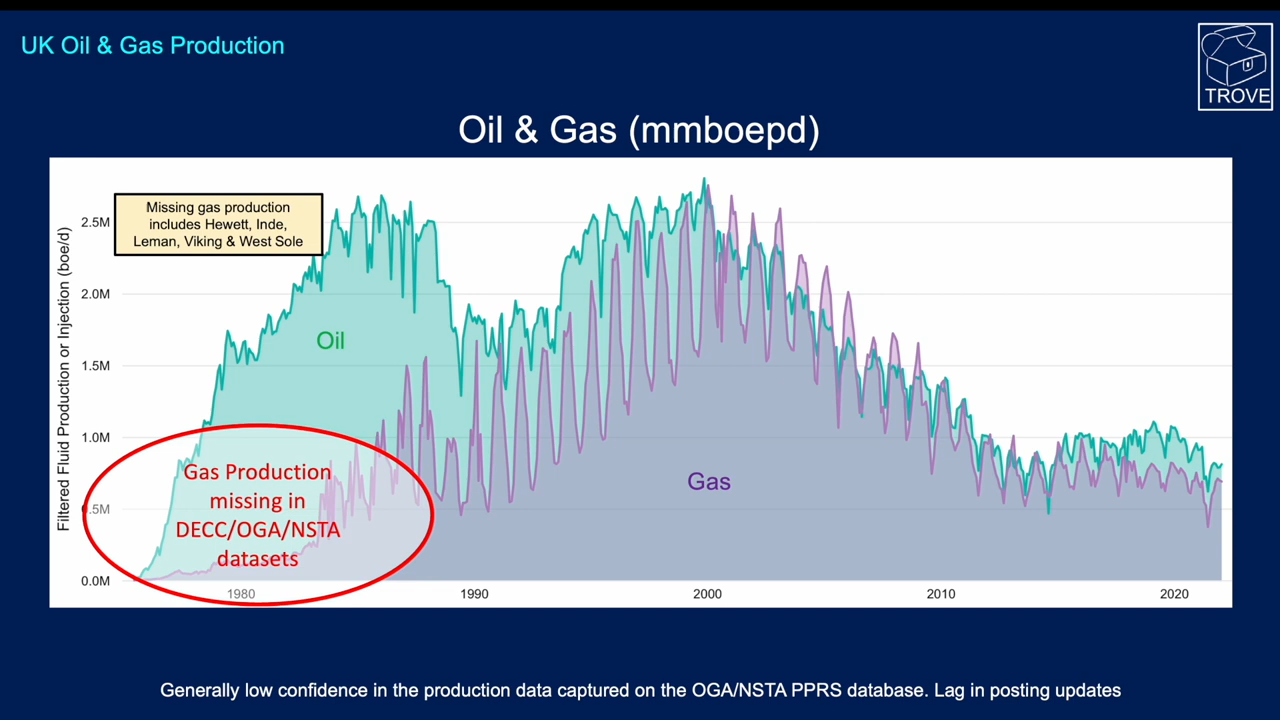 UK Oil & Gas Production
TROVE
Oil & Gas (mmboepd)
Missing gas production
includes Hewett, Inde,
Leman, Viking & West Sole
Filtered Fluid Production or Injection (boe/d)
2.5M
2.0M
1.5M
1.0M
0.5M
0.0M
Oil
Gas
Gas Production
missing in
DECC/OGA/NSTA
datasets
1980
1990
2000
2010
2020
Generally low confidence in the production data captured on the OGA/NSTA PPRS database. Lag in posting updates